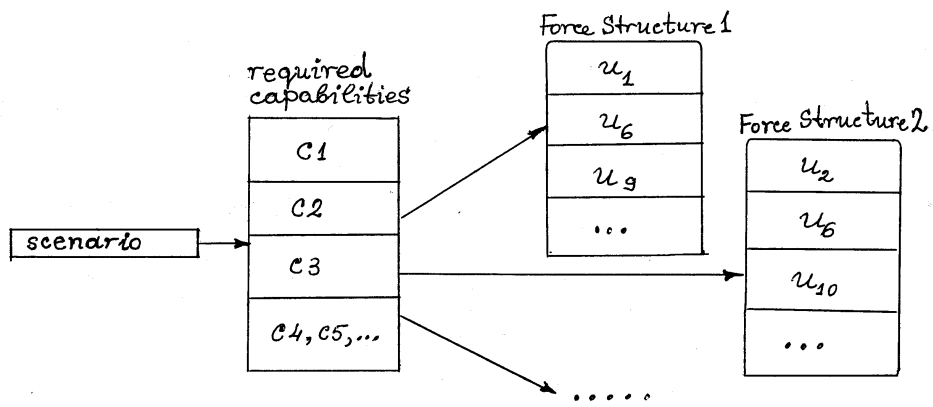 scenario
required
capabilities
C1
C2
C3
C4, C5, ...
Force Structure 1
u1
u6
u9
...
Force Structure 2
u2
u6
u10
...
.....